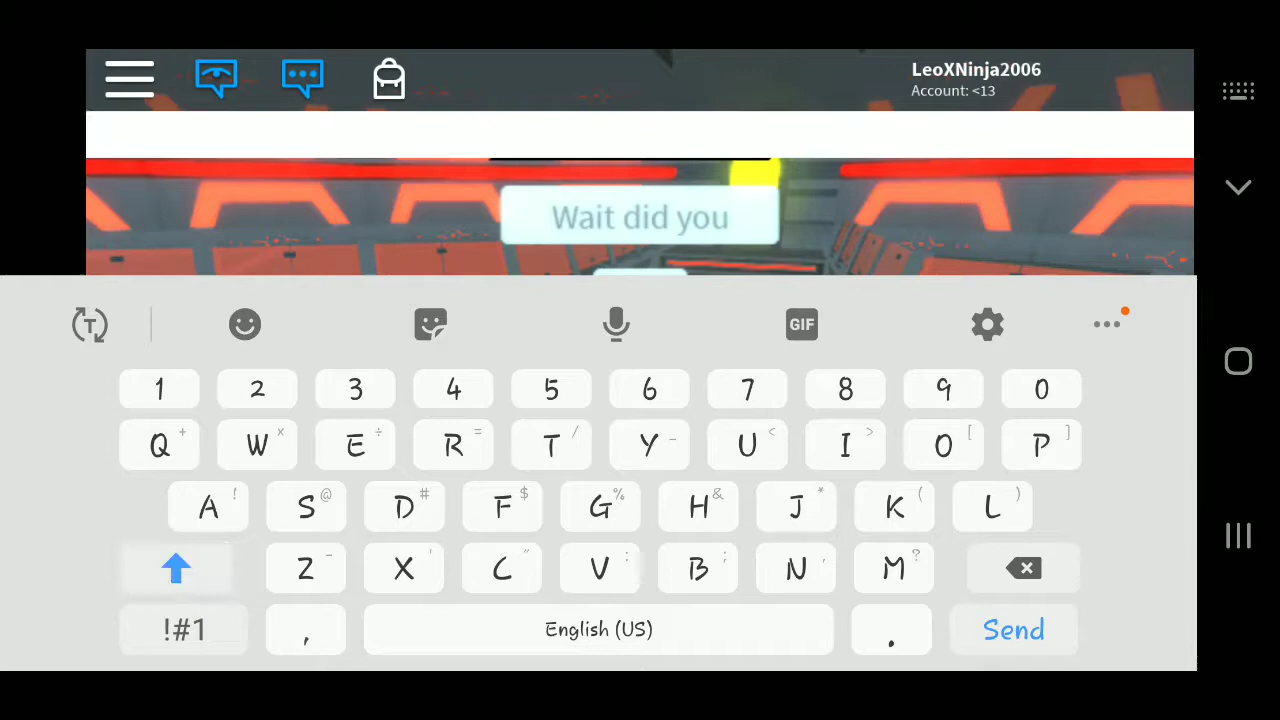 LeoXNinja2006
Account: <13
Wait did you
T
GIF
1 2 3 4 5 6 7 8 9 0
Q + W × E ÷ R = T / Y _ U < I > O [ P ]
A ! S @ D # F $ G % H & J * K ( L )
Z - X ' C " V : B ; N , M ?
!#1 , English (US) . Send